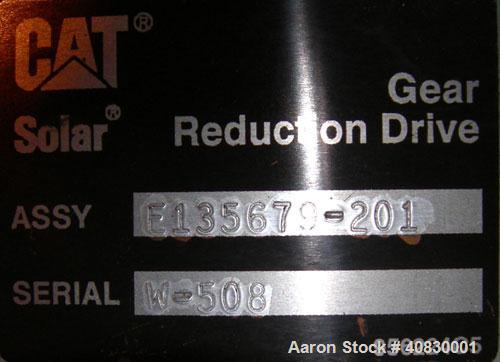 CAT®
Solar®
Gear
Reduction Drive
ASSY E135679-201
SERIAL W-508
Aaron Stock# 40830001